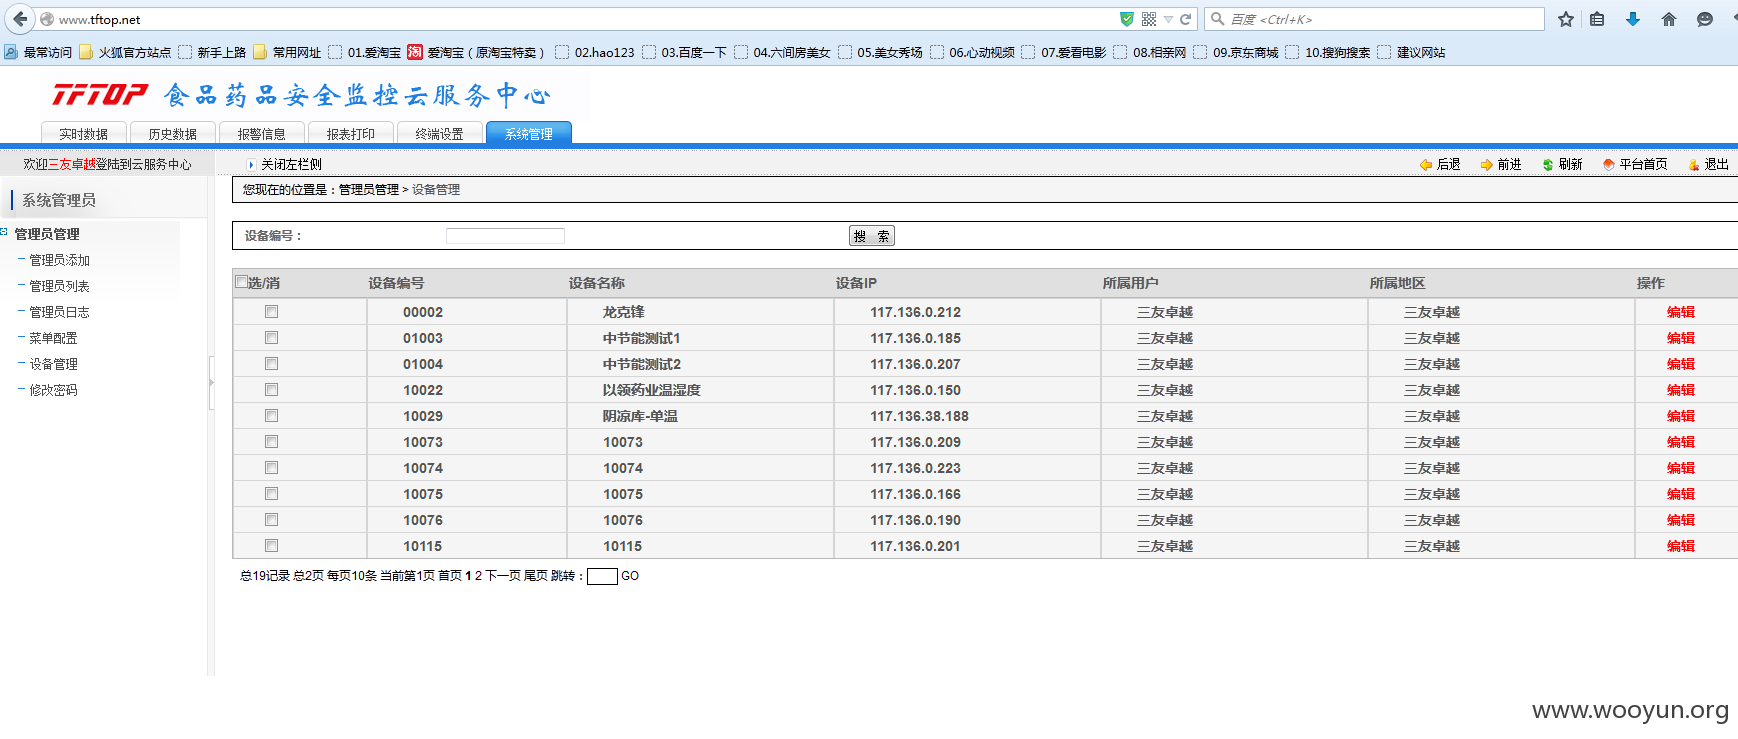 www.tftop.net
百度 <Ctrl+K>
最常访问 火狐官方站点 新手上路 常用网址 01.爱淘宝 淘 爱淘宝（原淘宝特卖） 02.hao123 03.百度一下 04.六间房美女 05.美女秀场 06.心动视频 07.爱看电影 08.相亲网 09.京东商城 10.搜狗搜索 建议网站
TFTOP 食品药品安全监控云服务中心
实时数据 历史数据 报警信息 报表打印 终端设置 系统管理
欢迎三友卓越登陆到云服务中心 关闭左栏侧 后退 前进 刷新 平台首页 退出
您现在的位置是：管理员管理 > 设备管理
系统管理员
管理员管理
管理员添加
管理员列表
管理员日志
菜单配置
设备管理
修改密码
设备编号： 搜 索
选/消 设备编号 设备名称 设备IP 所属用户 所属地区 操作
00002 龙克锋 117.136.0.212 三友卓越 三友卓越 编辑
01003 中节能测试1 117.136.0.185 三友卓越 三友卓越 编辑
01004 中节能测试2 117.136.0.207 三友卓越 三友卓越 编辑
10022 以领药业温湿度 117.136.0.150 三友卓越 三友卓越 编辑
10029 阴凉库-单温 117.136.38.188 三友卓越 三友卓越 编辑
10073 10073 117.136.0.209 三友卓越 三友卓越 编辑
10074 10074 117.136.0.223 三友卓越 三友卓越 编辑
10075 10075 117.136.0.166 三友卓越 三友卓越 编辑
10076 10076 117.136.0.190 三友卓越 三友卓越 编辑
10115 10115 117.136.0.201 三友卓越 三友卓越 编辑
总19记录 总2页 每页10条 当前第1页 首页 1 2 下一页 尾页 跳转： GO
www.wooyun.org